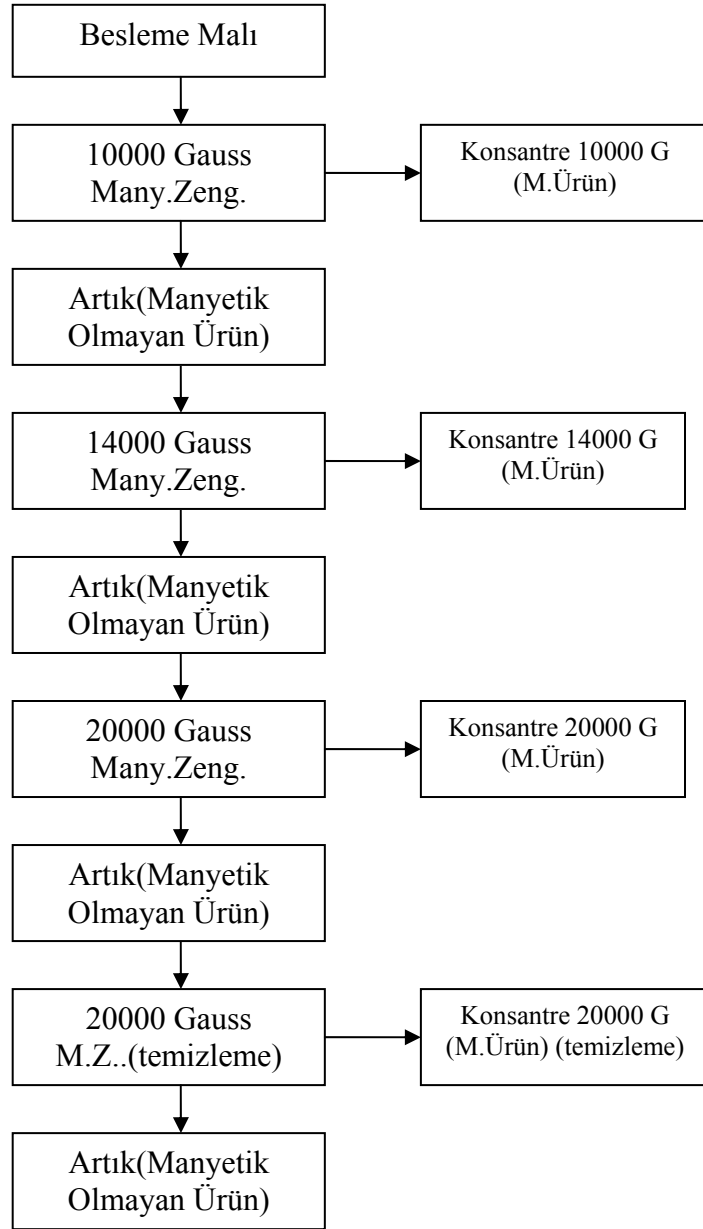 Besleme Malı
10000 Gauss
Many.Zeng.
Konsantre 10000 G
(M.Ürün)
Artık(Manyetik
Olmayan Ürün)
14000 Gauss
Many.Zeng.
Konsantre 14000 G
(M.Ürün)
Artık(Manyetik
Olmayan Ürün)
20000 Gauss
Many.Zeng.
Konsantre 20000 G
(M.Ürün)
Artık(Manyetik
Olmayan Ürün)
20000 Gauss
M.Z..(temizleme)
Konsantre 20000 G
(M.Ürün) (temizleme)
Artık(Manyetik
Olmayan Ürün)